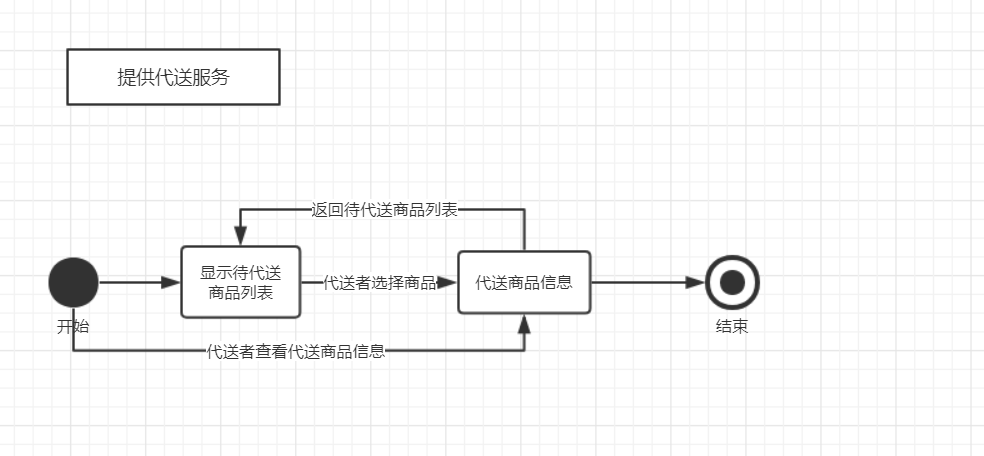 提供代送服务
返回待代送商品列表
显示待代送
商品列表
代送者选择商品
代送商品信息
开始
结束
代送者查看代送商品信息